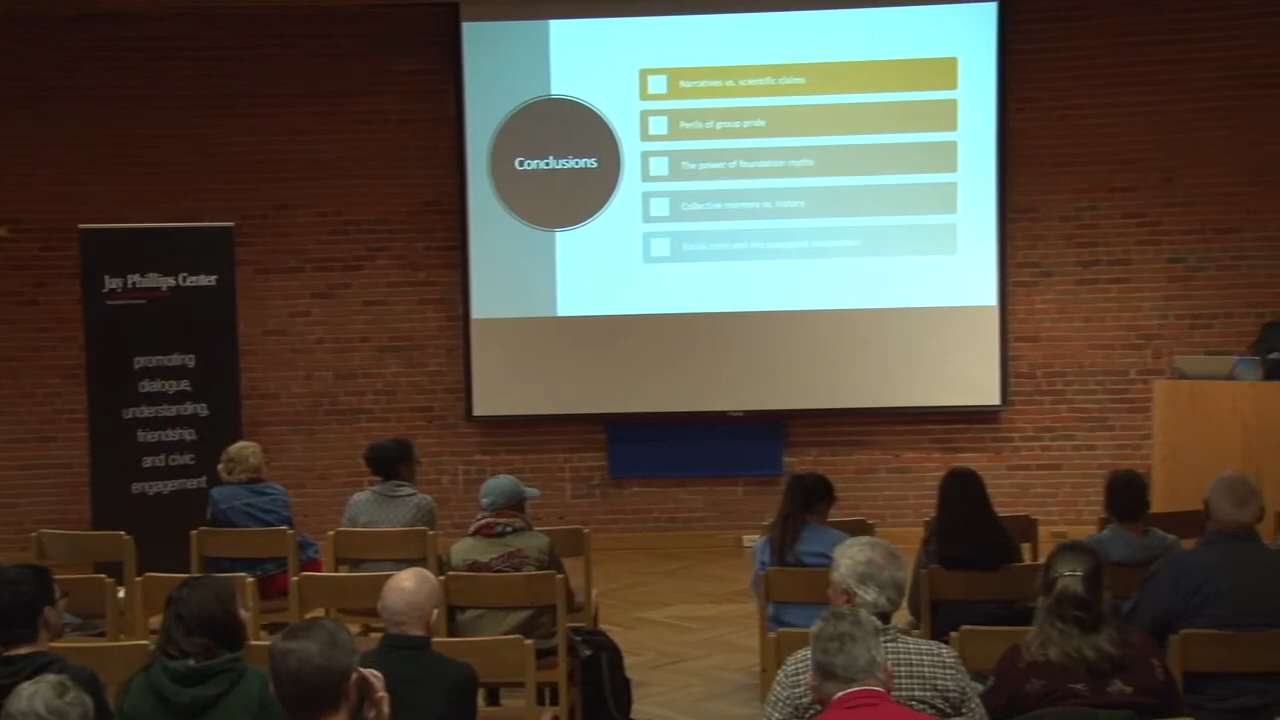 Jay Phillips Center
promoting
dialogue,
understanding,
friendship,
and civic
engagement
Conclusions
Narratives vs. scientific claims
Perils of group pride
The power of foundation myths
Collective memory vs. history
Social